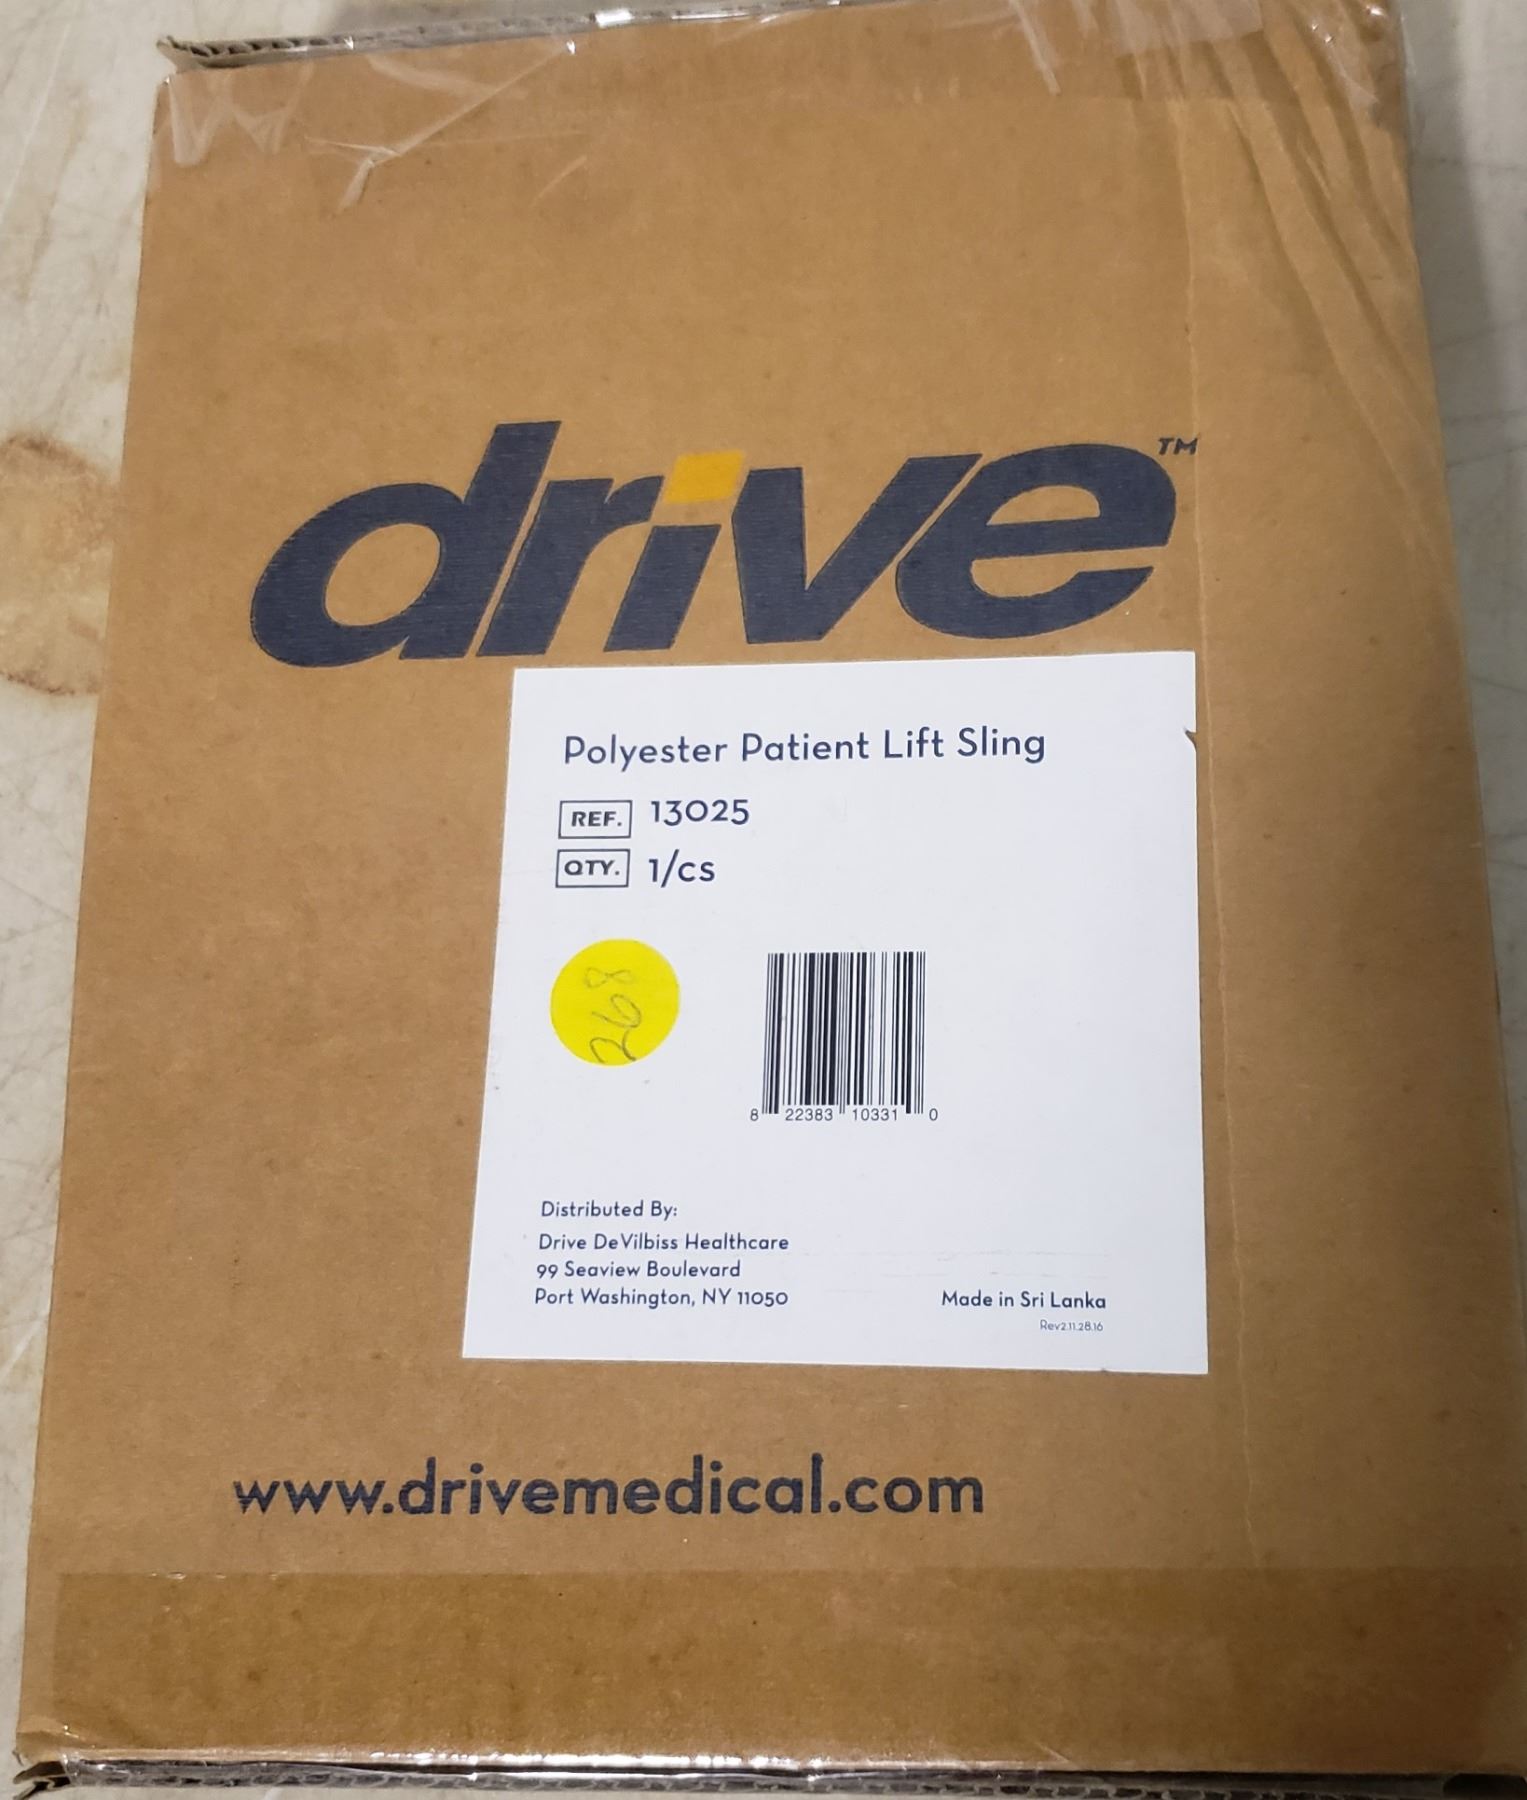 drive™
Polyester Patient Lift Sling
REF. 13025
QTY. 1/cs
268
8 22383 10331 0
Distributed By:
Drive DeVilbiss Healthcare
99 Seaview Boulevard
Port Washington, NY 11050
Made in Sri Lanka
Rev2.11.28.16
www.drivemedical.com